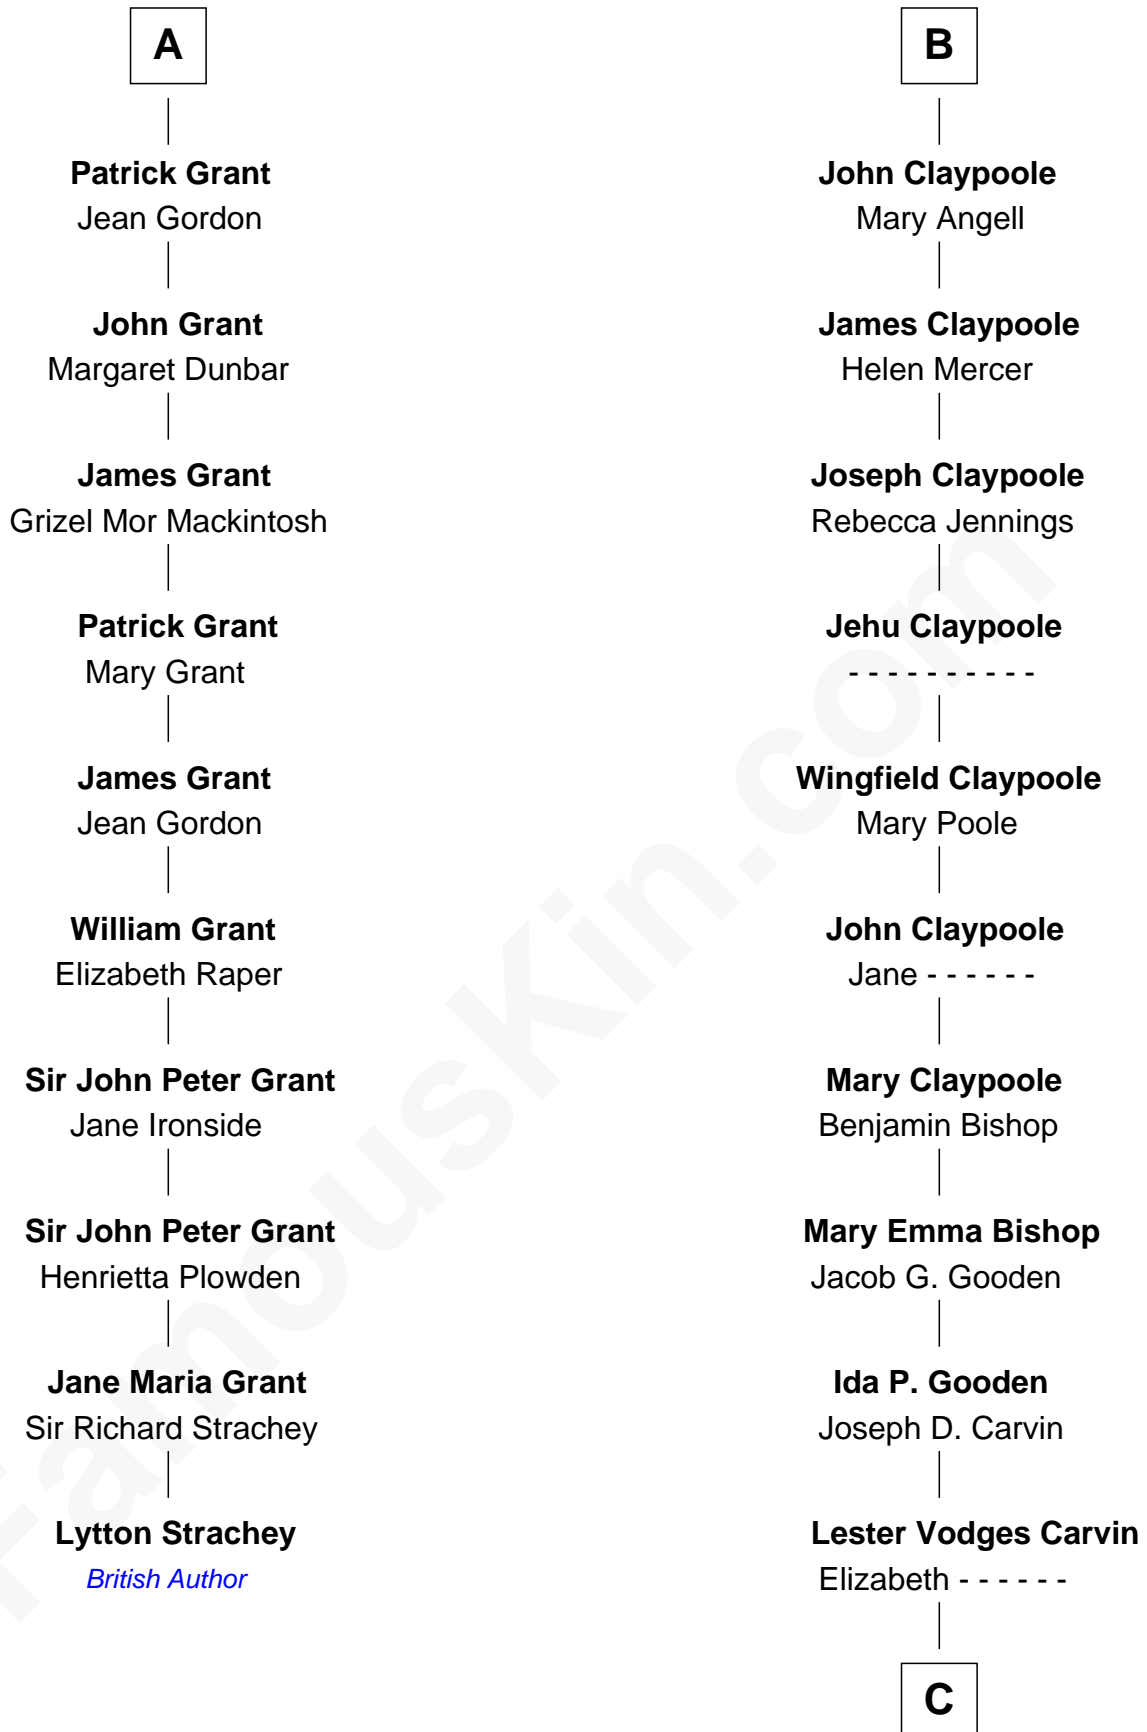 A
Patrick Grant
Jean Gordon
John Grant
Margaret Dunbar
James Grant
Grizel Mor Mackintosh
Patrick Grant
Mary Grant
James Grant
Jean Gordon
William Grant
Elizabeth Raper
Sir John Peter Grant
Jane Ironside
Sir John Peter Grant
Henrietta Plowden
Jane Maria Grant
Sir Richard Strachey
Lytton Strachey
British Author
B
John Claypoole
Mary Angell
James Claypoole
Helen Mercer
Joseph Claypoole
Rebecca Jennings
Jehu Claypoole
- - - - - - - - - -
Wingfield Claypoole
Mary Poole
John Claypoole
Jane - - - - - -
Mary Claypoole
Benjamin Bishop
Mary Emma Bishop
Jacob G. Gooden
Ida P. Gooden
Joseph D. Carvin
Lester Vodges Carvin
Elizabeth - - - - - -
C
FamousKin.com